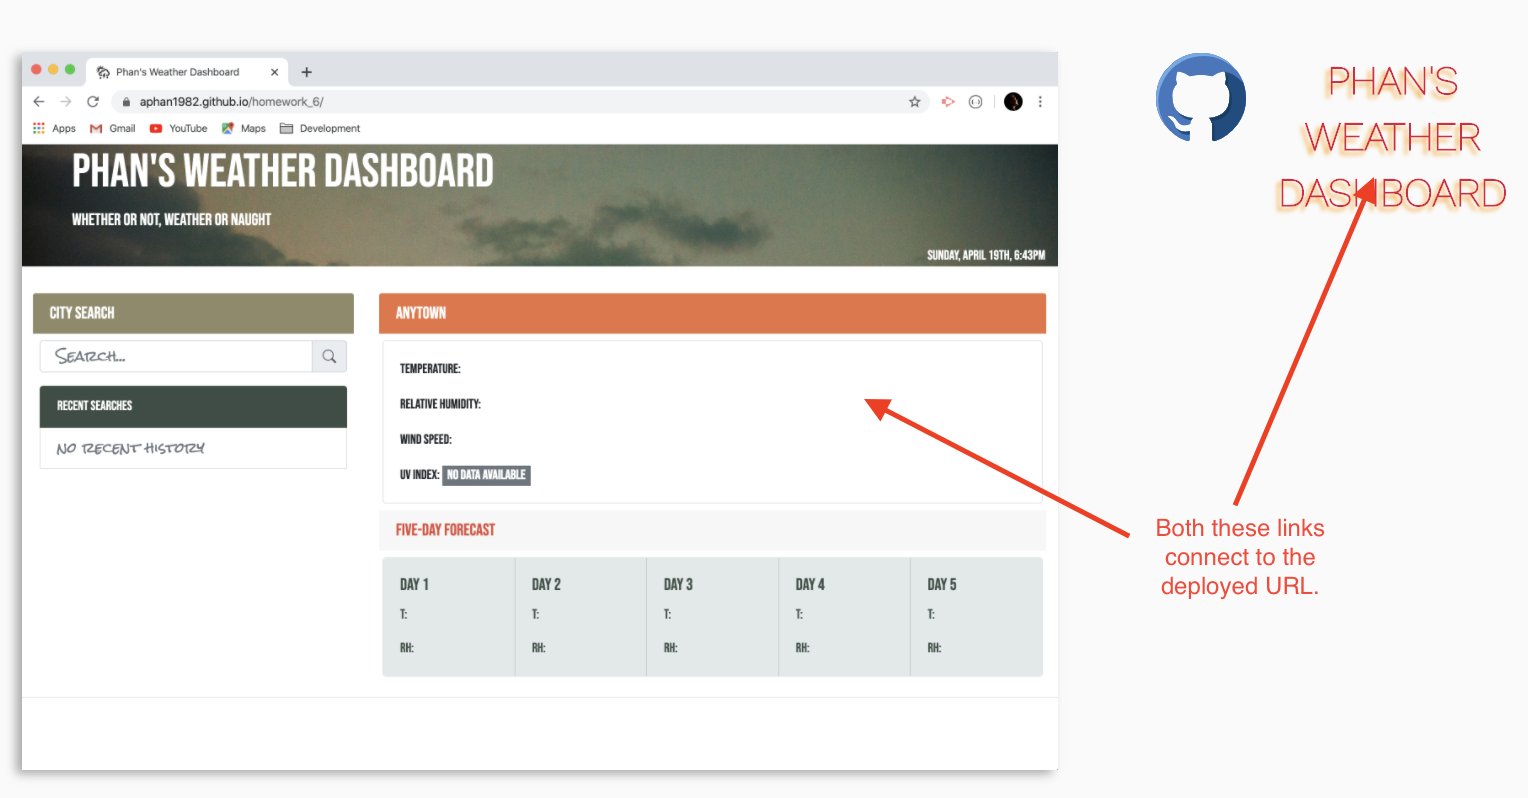 Phan's Weather Dashboard
aphan1982.github.io/homework_6/
Apps Gmail YouTube Maps Development
PHAN'S WEATHER DASHBOARD
WHETHER OR NOT, WEATHER OR NAUGHT
SUNDAY, APRIL 19TH, 6:43PM
CITY SEARCH
SEARCH...
RECENT SEARCHES
NO RECENT HISTORY
ANYTOWN
TEMPERATURE:
RELATIVE HUMIDITY:
WIND SPEED:
UV INDEX: NO DATA AVAILABLE
FIVE-DAY FORECAST
DAY 1 DAY 2 DAY 3 DAY 4 DAY 5
T: T: T: T: T:
RH: RH: RH: RH: RH:
PHAN'S
WEATHER
DASHBOARD
Both these links
connect to the
deployed URL.